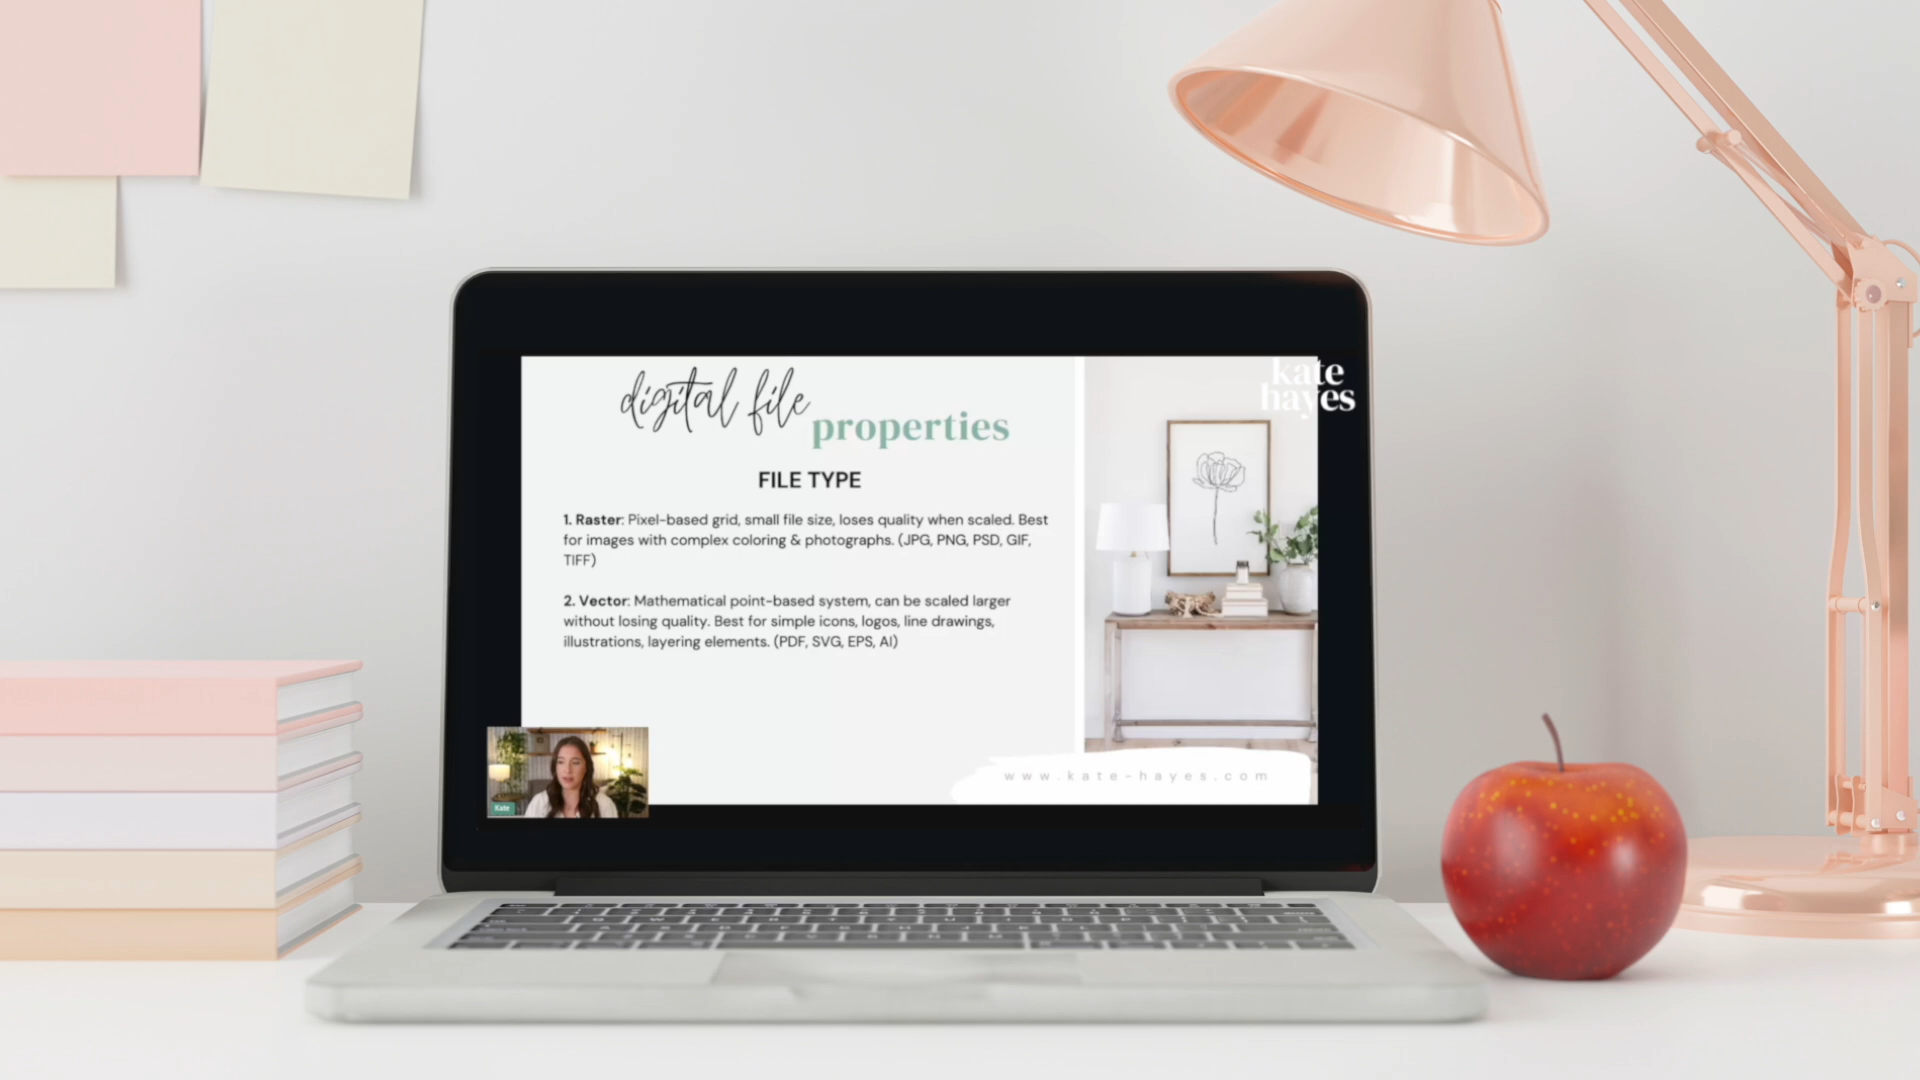 digital file
properties
kate
hayes
FILE TYPE
1. Raster: Pixel-based grid, small file size, loses quality when scaled. Best
for images with complex coloring & photographs. (JPG, PNG, PSD, GIF,
TIFF)
2. Vector: Mathematical point-based system, can be scaled larger
without losing quality. Best for simple icons, logos, line drawings,
illustrations, layering elements. (PDF, SVG, EPS, AI)
Kate
www.kate-hayes.com